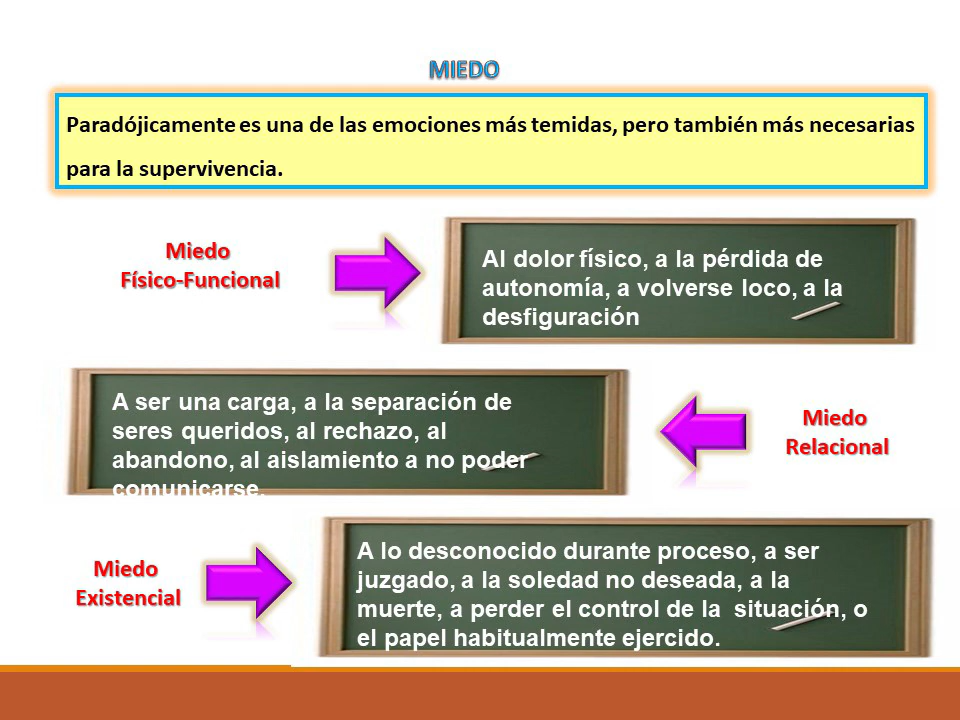 MIEDO
Paradójicamente es una de las emociones más temidas, pero también más necesarias
para la supervivencia.
Miedo
Físico-Funcional
Al dolor físico, a la pérdida de
autonomía, a volverse loco, a la
desfiguración
A ser una carga, a la separación de
seres queridos, al rechazo, al
abandono, al aislamiento a no poder
comunicarse.
Miedo
Relacional
Miedo
Existencial
A lo desconocido durante proceso, a ser
juzgado, a la soledad no deseada, a la
muerte, a perder el control de la  situación, o
el papel habitualmente ejercido.